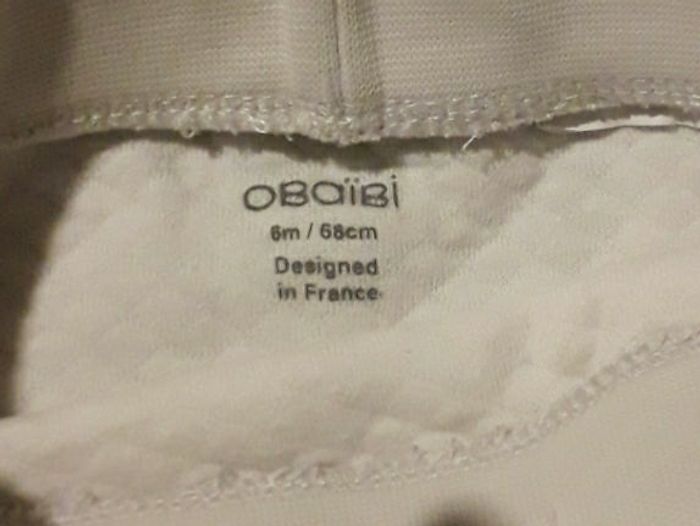 OBaïBi
6m / 68cm
Designed
in France